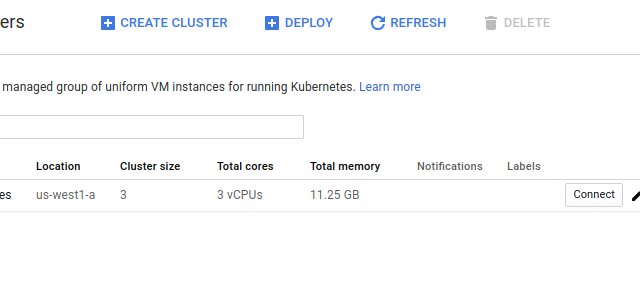 ers CREATE CLUSTER DEPLOY REFRESH DELETE
managed group of uniform VM instances for running Kubernetes. Learn more
Location Cluster size Total cores Total memory Notifications Labels
es us-west1-a 3 3 vCPUs 11.25 GB Connect